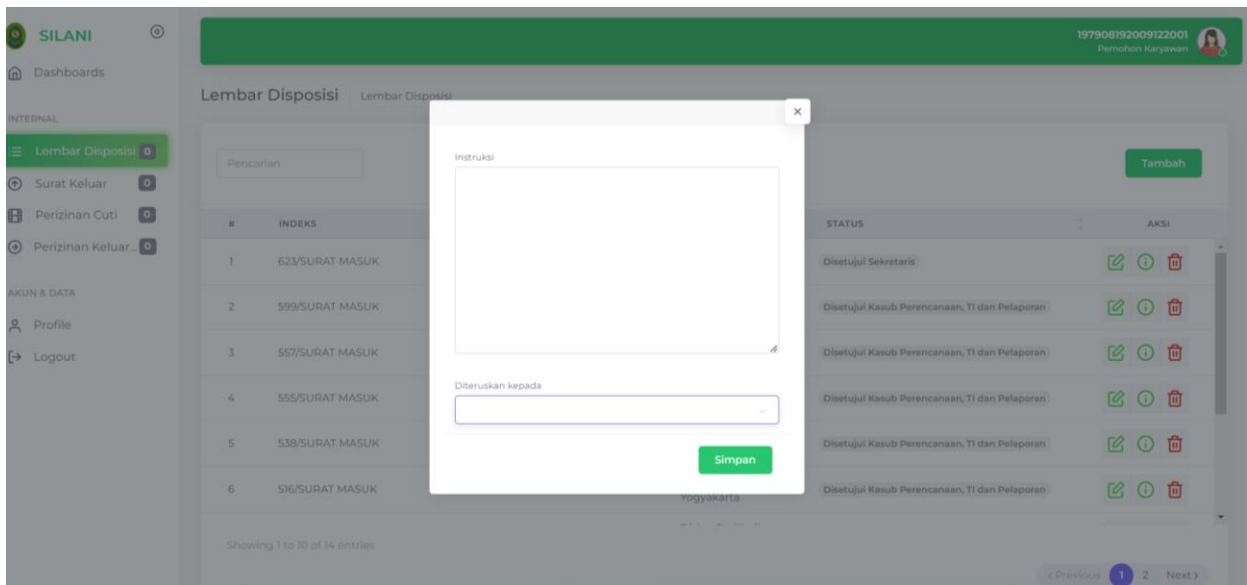 SILANI
197908192009122001
Pemohon Karyawan
Dashboards
Lembar Disposisi Lembar Disposisi
INTERNAL
Lembar Disposisi 0
Surat Keluar 0
Perizinan Cuti 0
Perizinan Keluar... 0
AKUN & DATA
Profile
Logout
Pencarian
Tambah
# INDEKS STATUS AKSI
1 623/SURAT MASUK Disetujui Sekretaris
2 599/SURAT MASUK Disetujui Kasub Perencanaan, TI dan Pelaporan
3 557/SURAT MASUK Disetujui Kasub Perencanaan, TI dan Pelaporan
4 555/SURAT MASUK Disetujui Kasub Perencanaan, TI dan Pelaporan
5 538/SURAT MASUK Disetujui Kasub Perencanaan, TI dan Pelaporan
6 516/SURAT MASUK Yogyakarta Disetujui Kasub Perencanaan, TI dan Pelaporan
Showing 1 to 10 of 14 entries
Previous 1 2 Next
×
Instruksi
Diteruskan kepada
Simpan